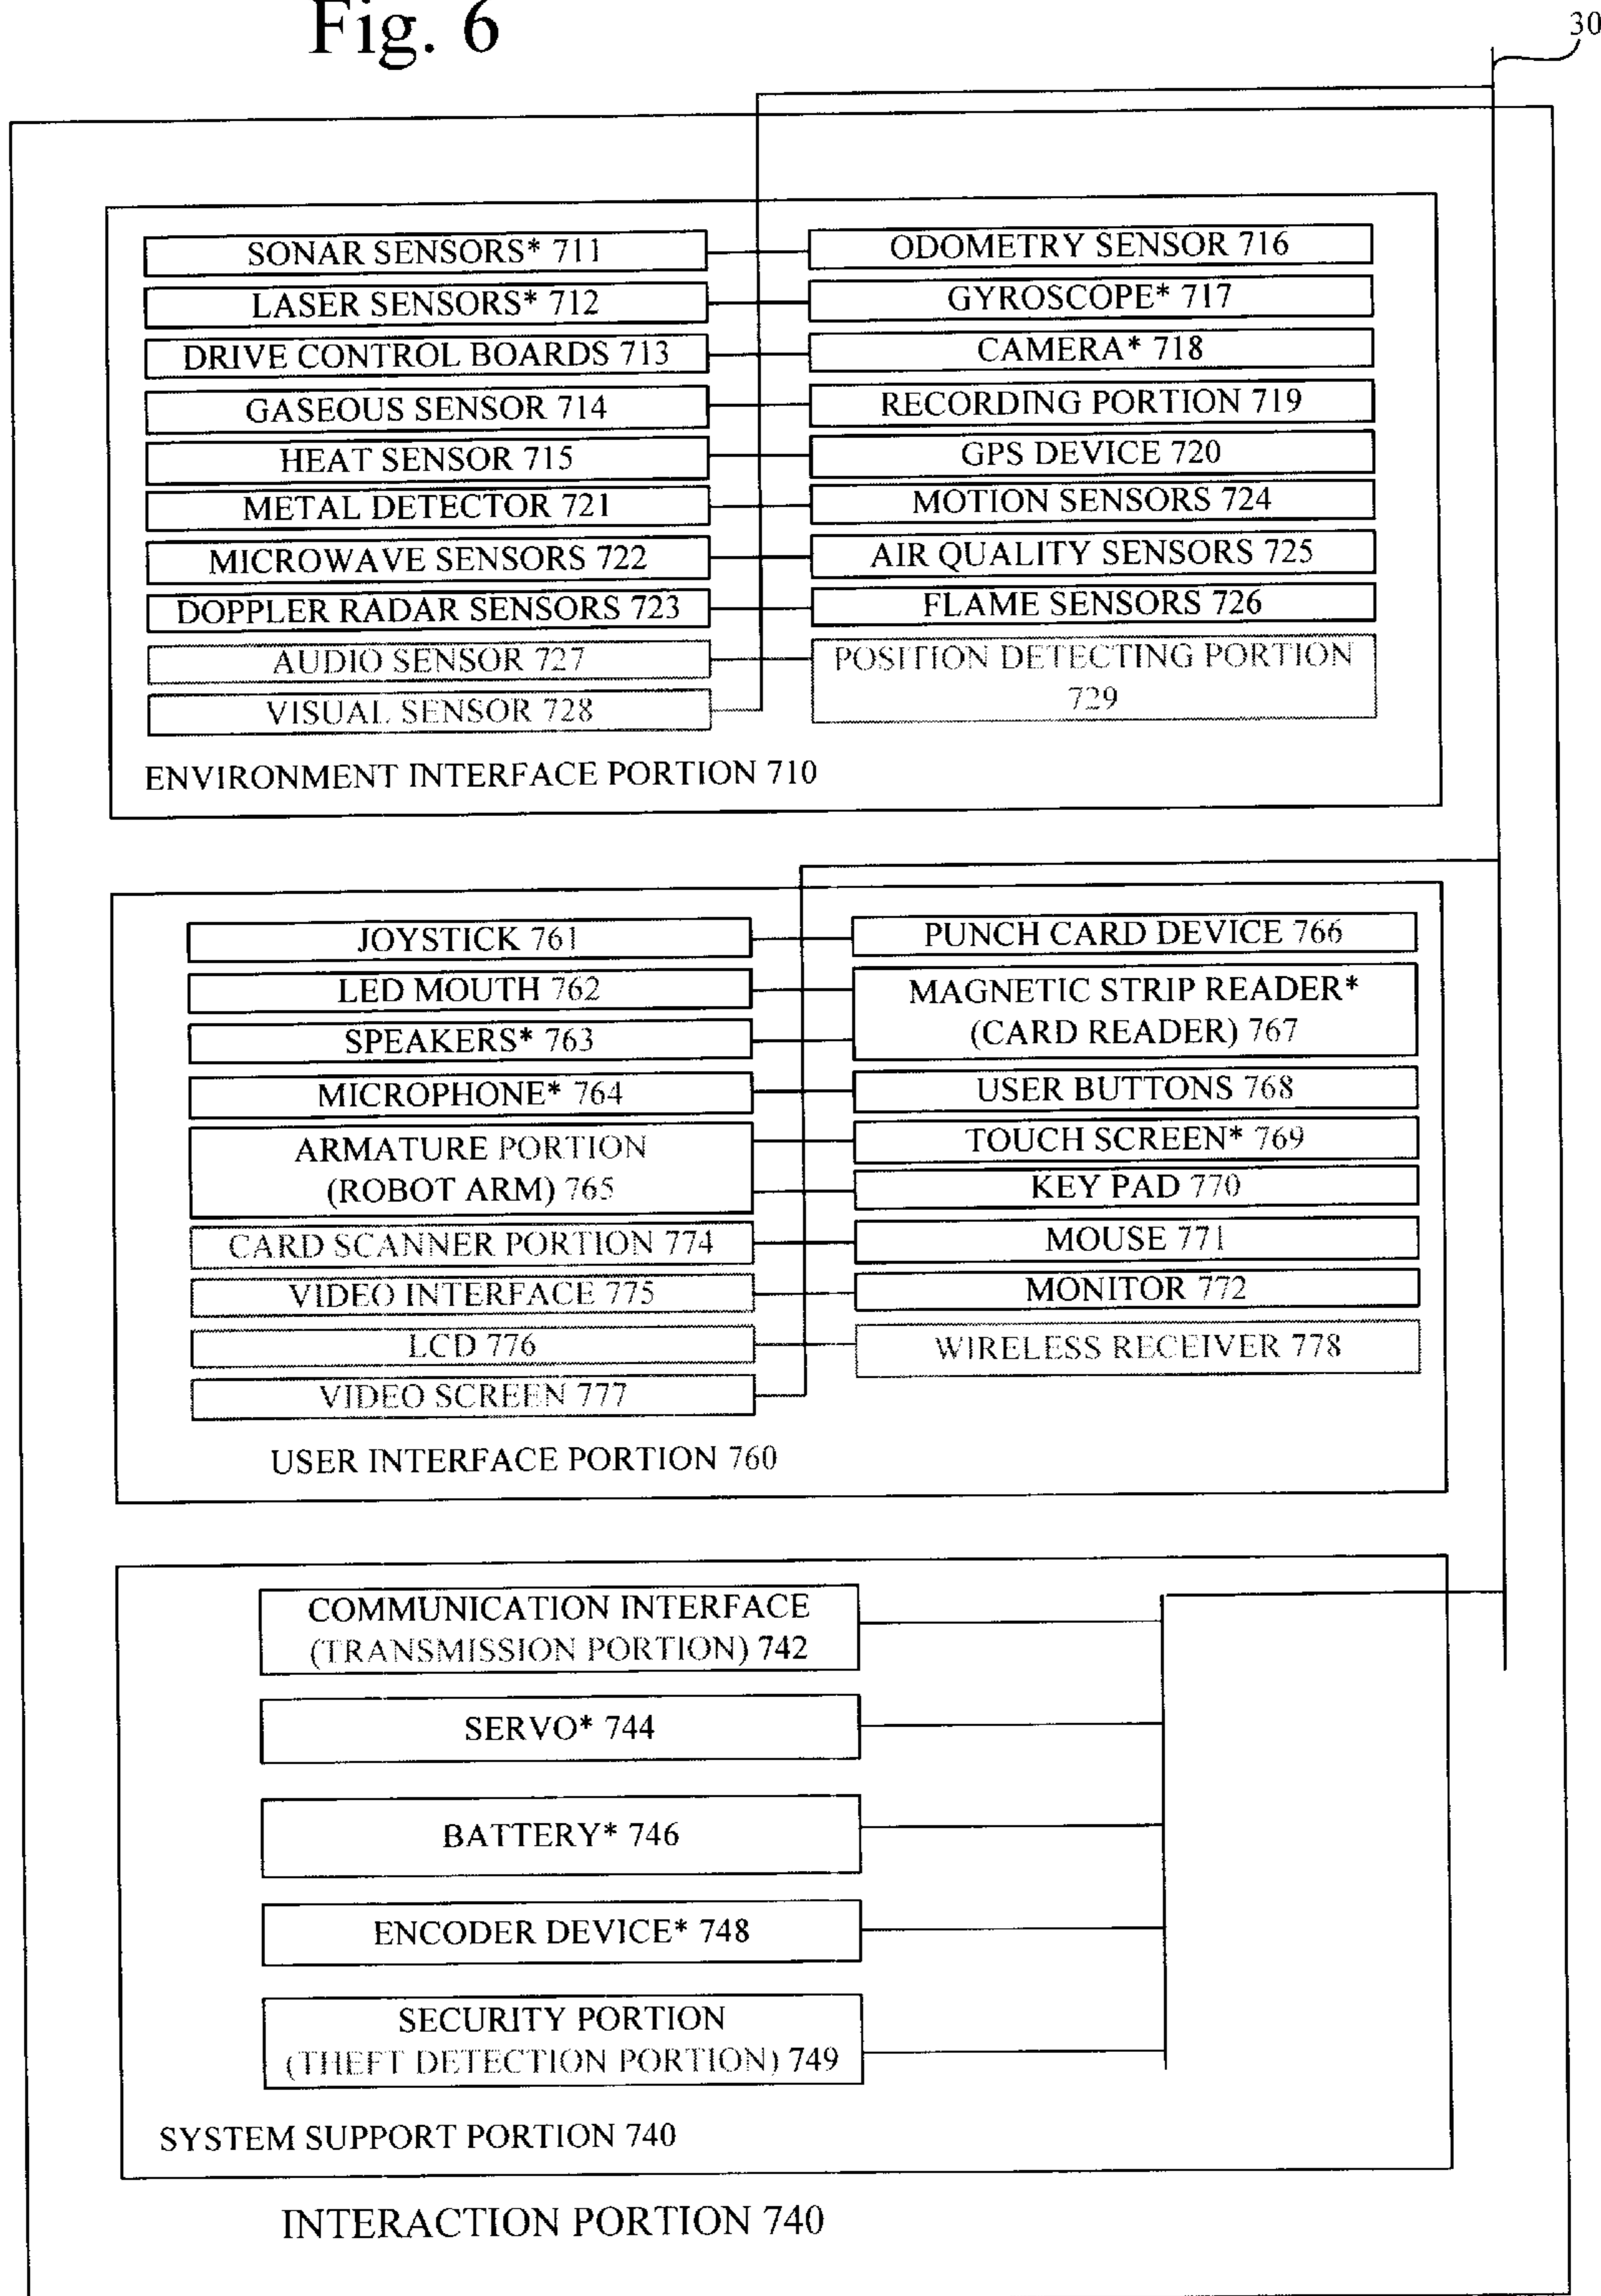 Fig. 6
30
SONAR SENSORS* 711
ODOMETRY SENSOR 716
LASER SENSORS* 712
GYROSCOPE* 717
DRIVE CONTROL BOARDS 713
CAMERA* 718
GASEOUS SENSOR 714
RECORDING PORTION 719
HEAT SENSOR 715
GPS DEVICE 720
METAL DETECTOR 721
MOTION SENSORS 724
MICROWAVE SENSORS 722
AIR QUALITY SENSORS 725
DOPPLER RADAR SENSORS 723
FLAME SENSORS 726
AUDIO SENSOR 727
POSITION DETECTING PORTION
729
VISUAL SENSOR 728
ENVIRONMENT INTERFACE PORTION 710
JOYSTICK 761
PUNCH CARD DEVICE 766
LED MOUTH 762
MAGNETIC STRIP READER*
(CARD READER) 767
SPEAKERS* 763
MICROPHONE* 764
USER BUTTONS 768
ARMATURE PORTION
(ROBOT ARM) 765
TOUCH SCREEN* 769
KEY PAD 770
CARD SCANNER PORTION 774
MOUSE 771
VIDEO INTERFACE 775
MONITOR 772
LCD 776
WIRELESS RECEIVER 778
VIDEO SCREEN 777
USER INTERFACE PORTION 760
COMMUNICATION INTERFACE
(TRANSMISSION PORTION) 742
SERVO* 744
BATTERY* 746
ENCODER DEVICE* 748
SECURITY PORTION
(THEFT DETECTION PORTION) 749
SYSTEM SUPPORT PORTION 740
INTERACTION PORTION 740